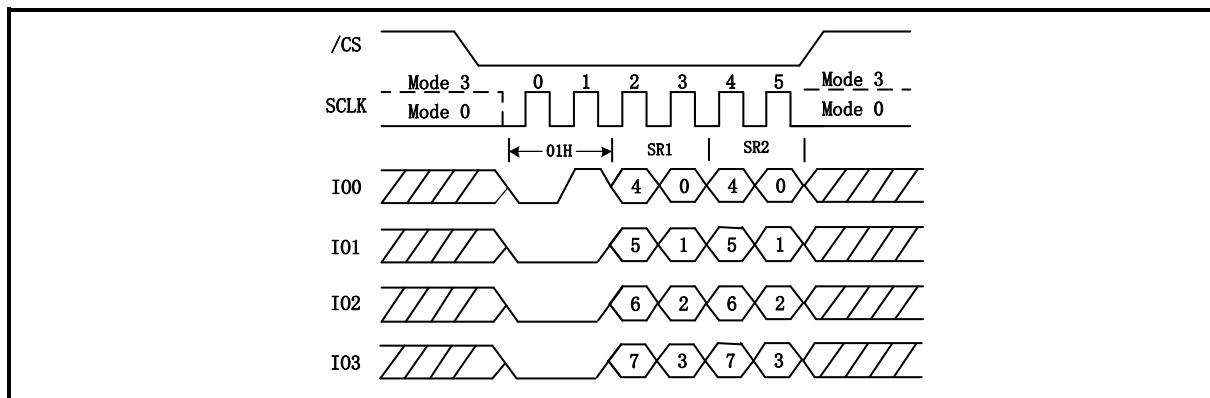 /CS
Mode 3 0 1 2 3 4 5 Mode 3
SCLK Mode 0 Mode 0
01H SR1 SR2
IO0 4 0 4 0
IO1 5 1 5 1
IO2 6 2 6 2
IO3 7 3 7 3